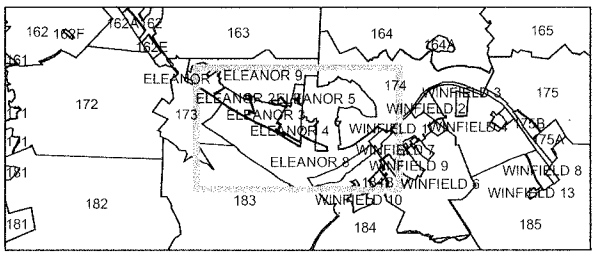 162 162F 162A 162 163 164 165
162E 164A
161
ELEANOR ELEANOR 9
172 173 174 175
ELEANOR 2 ELEANOR 5 WINFIELD 3
171 ELEANOR 3 WINFIELD 2
ELEANOR 4 WINFIELD 1 WINFIELD 4 175B
171 175A
WINFIELD 7
ELEANOR 8 WINFIELD 9
181 WINFIELD 8
WINFIELD 6
WINFIELD 13
182 183 WINFIELD 10
181 184 185